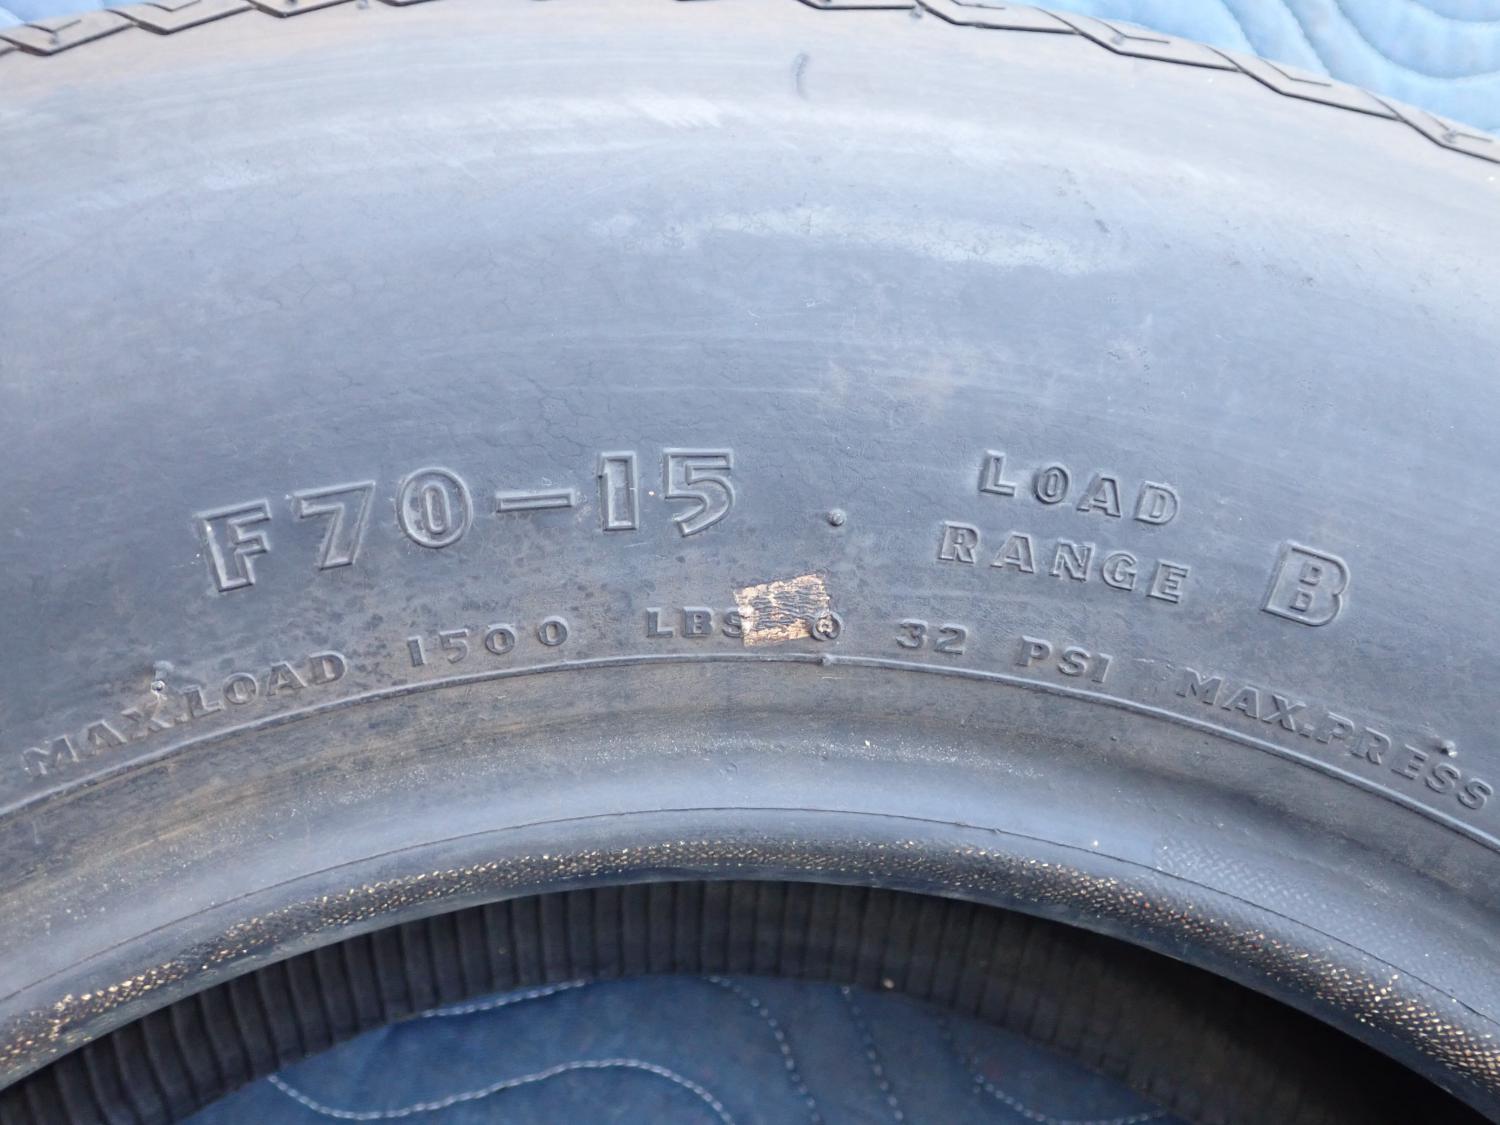 F70-15
LOAD
RANGE B
MAX.LOAD 1500 LBS @ 32 PSI MAX.PRESS